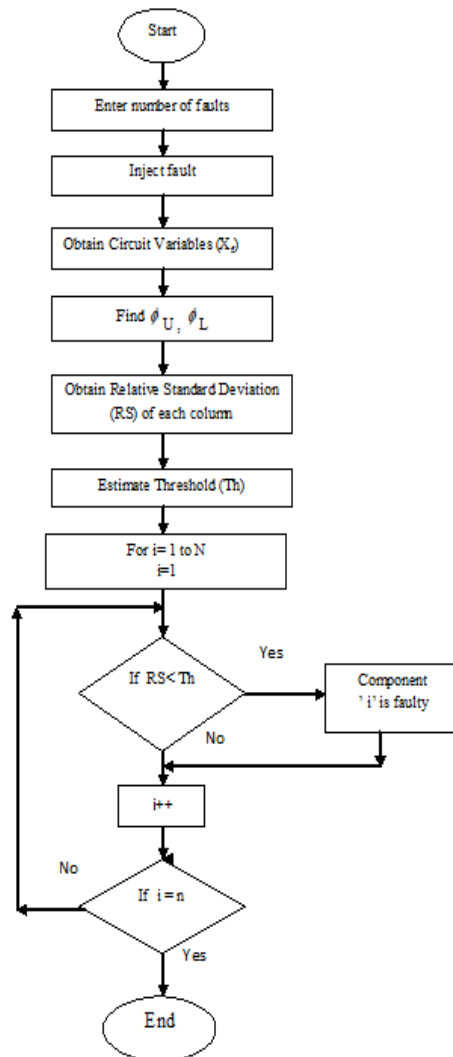 Start
Enter number of faults
Inject fault
Obtain Circuit Variables (Xₑ)
Find ϕ U , ϕ L
Obtain Relative Standard Deviation
(RS) of each column
Estimate Threshold (Th)
For i= 1 to N
i=1
If RS< Th
Yes
Component
’ i’ is faulty
No
i++
No
If i = n
Yes
End